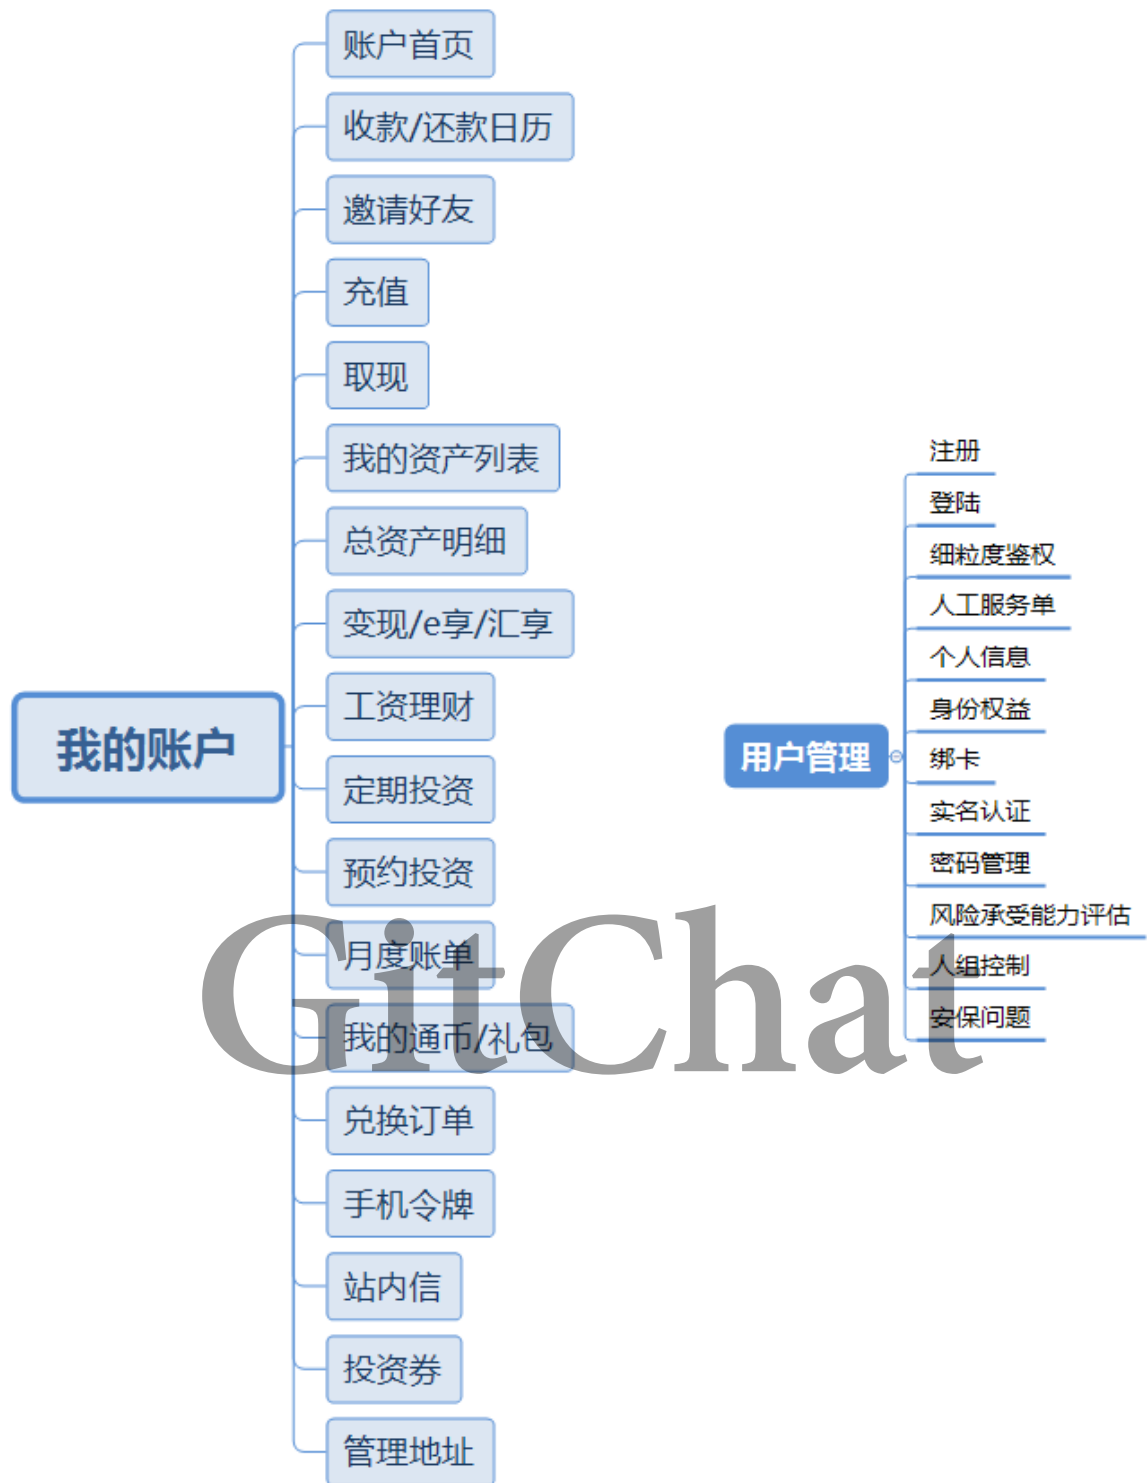 账户首页
收款/还款日历
邀请好友
充值
取现
我的资产列表
总资产明细
变现/e享/汇享
工资理财
我的账户
定期投资
预约投资
月度账单
我的通币/礼包
兑换订单
手机令牌
站内信
投资券
管理地址
注册
登陆
细粒度鉴权
人工服务单
个人信息
身份权益
用户管理
绑卡
实名认证
密码管理
风险承受能力评估
人组控制
安保问题
GitChat